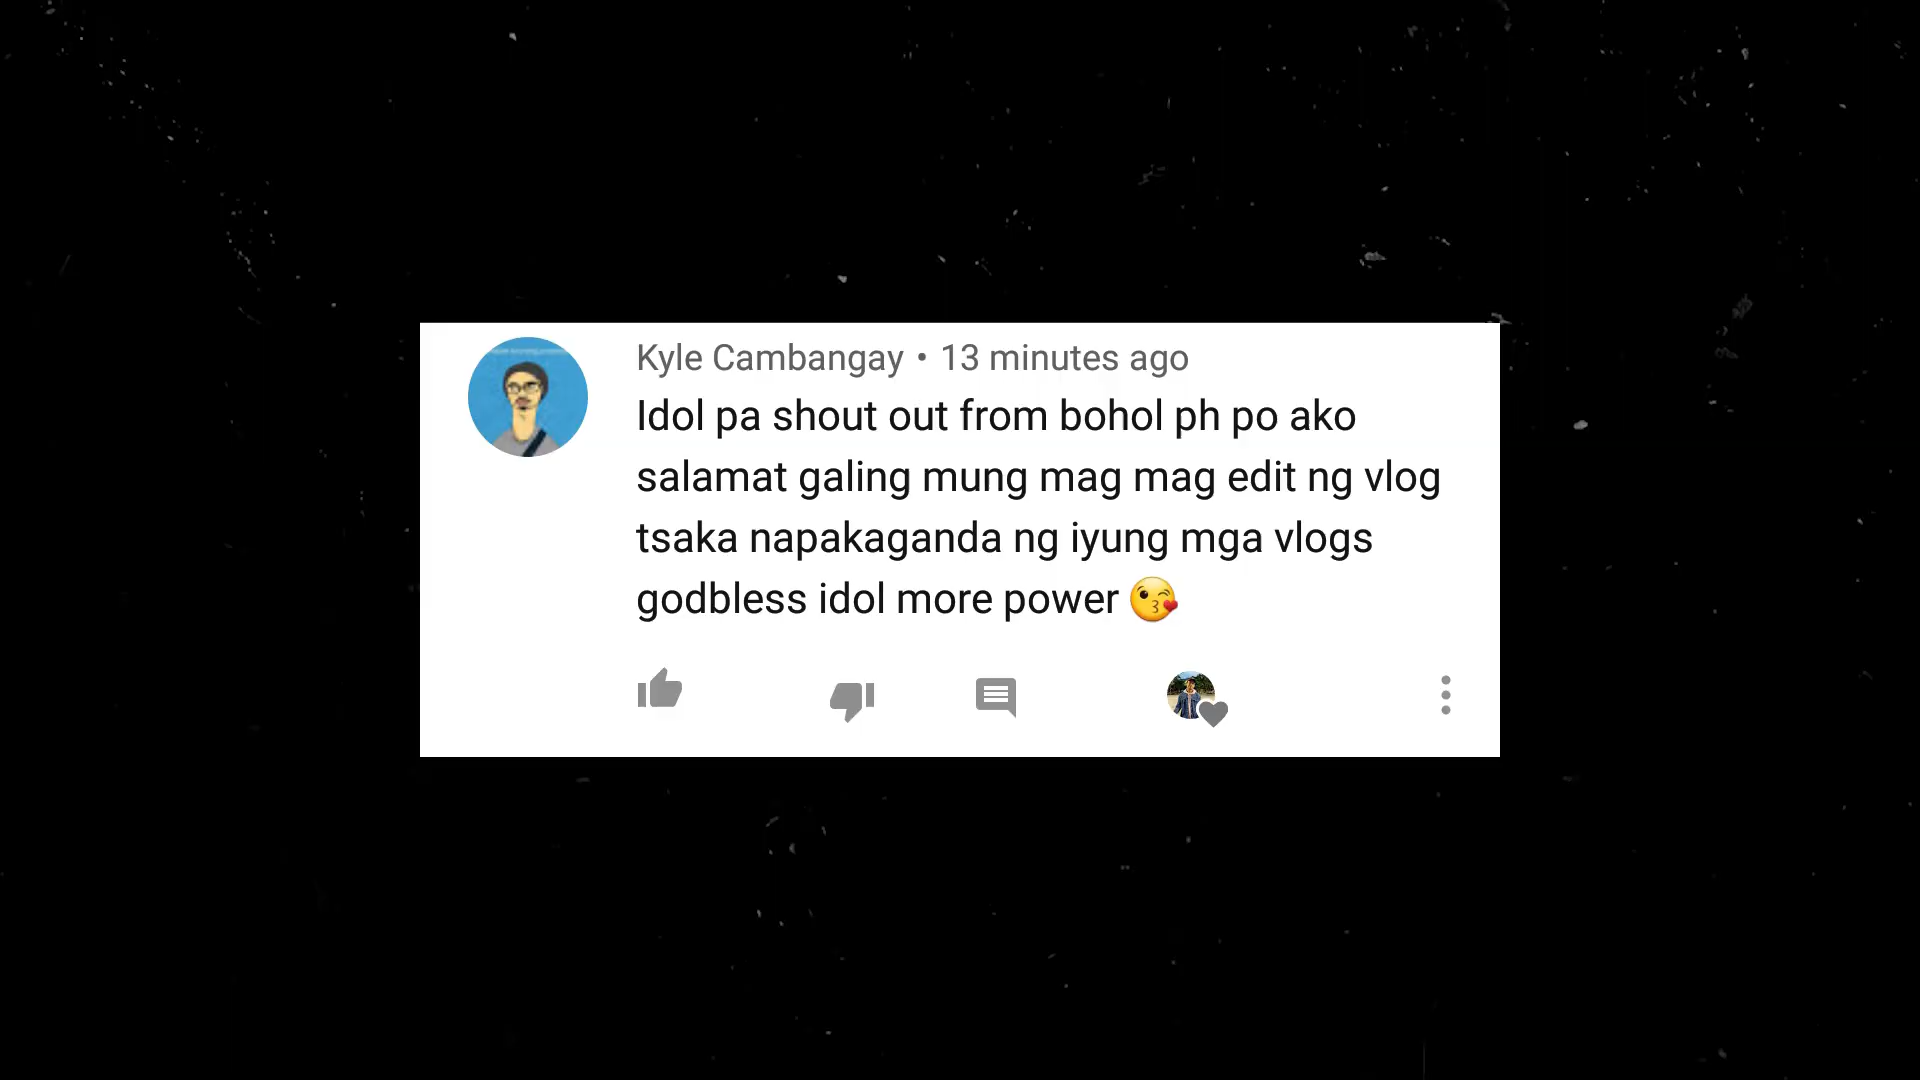 Kyle Cambangay • 13 minutes ago
Idol pa shout out from bohol ph po ako
salamat galing mung mag mag edit ng vlog
tsaka napakaganda ng iyung mga vlogs
godbless idol more power 😘